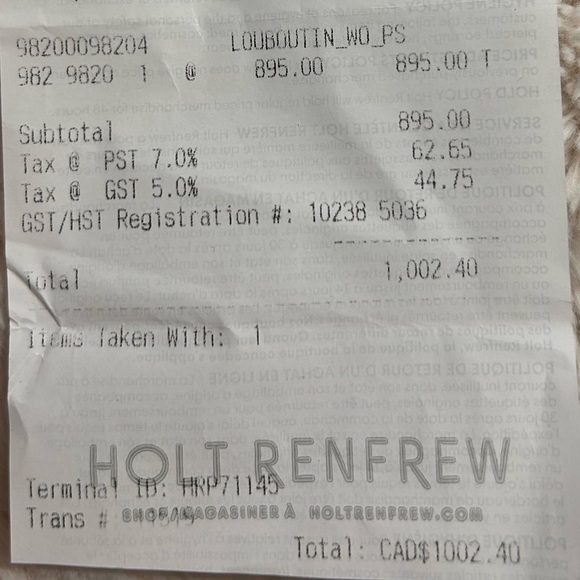 98200098204 LOUBOUTIN_WO_PS
982 9820 1 @ 895.00 895.00 T
Subtotal 895.00
Tax @ PST 7.0% 62.65
Tax @ GST 5.0% 44.75
GST/HST Registration #: 10238 5036
Total 1,002.40
Items Taken With: 1
HOLT RENFREW
Terminal ID: HRP71145
Trans #
SHOP/MAGASINER À HOLTRENFREW.COM
Total: CAD$1002.40